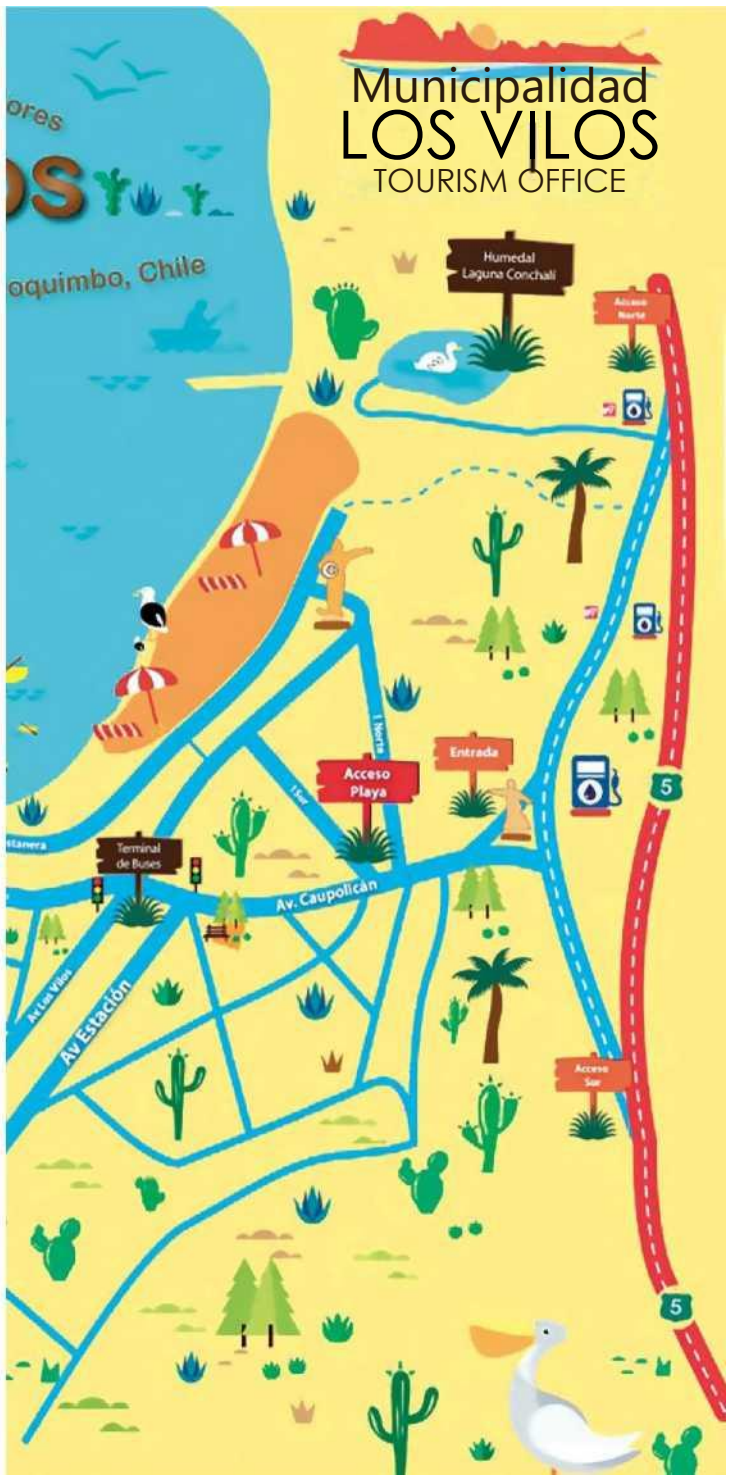 Municipalidad
LOS VILOS
TOURISM OFFICE
ores
OS
oquimbo, Chile
Humedal
Laguna Conchalí
Acceso
Norte
1 Norte
Entrada
Acceso
Playa
1 Sur
stanera
Terminal
de Buses
Av. Caupolicán
Av Los Vilos
Av Estación
5
Acceso
Sur
5